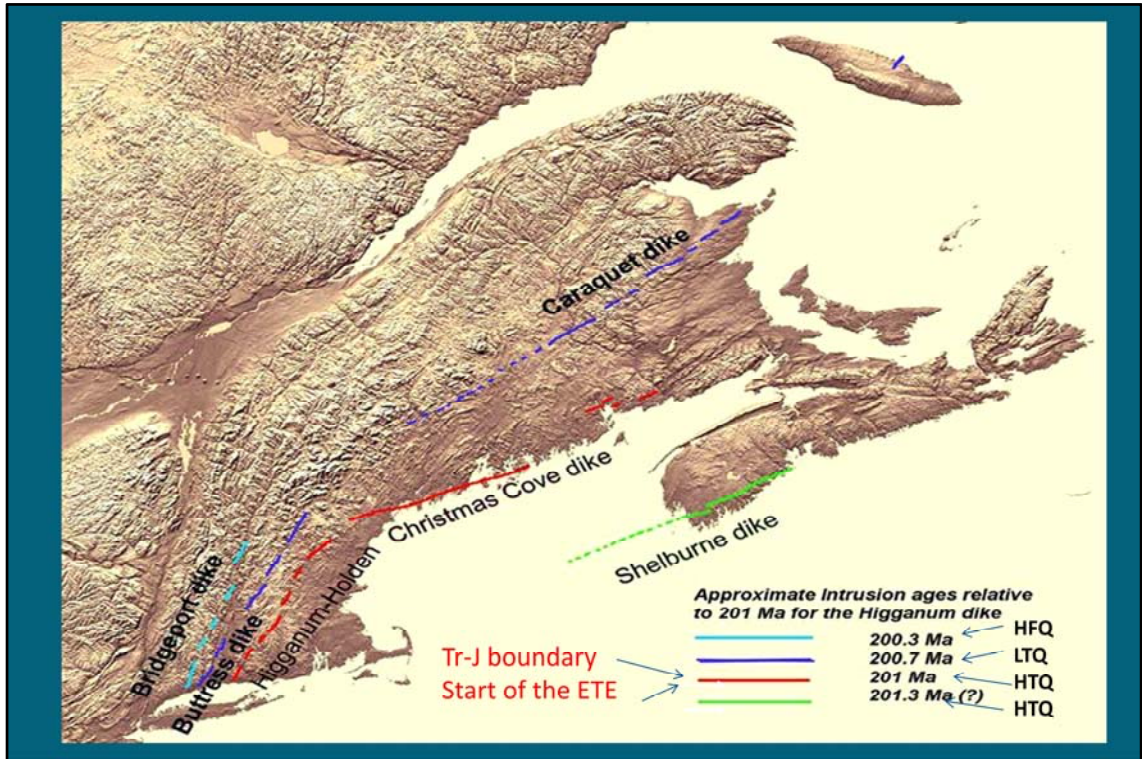 Caraquet dike
Christmas Cove dike
Shelburne dike
Bridgeport dike
Buttress dike
Higganum-Holden
Approximate Intrusion ages relative
to 201 Ma for the Higganum dike
200.3 Ma HFQ
200.7 Ma LTQ
Tr-J boundary
201 Ma HTQ
Start of the ETE
201.3 Ma (?) HTQ